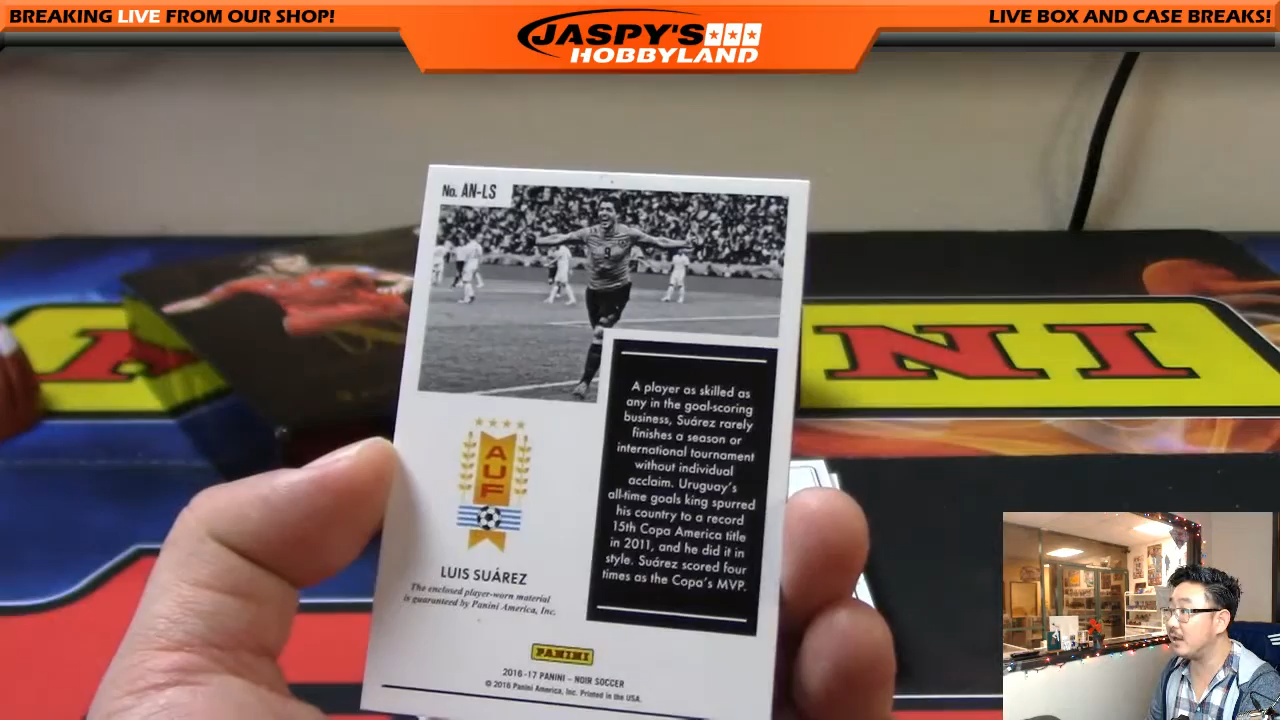 BREAKING LIVE FROM OUR SHOP!
JASPY'S
HOBBYLAND
LIVE BOX AND CASE BREAKS!
No. AN-LS
A
NI
A player as skilled as
any in the goal-scoring
business, Suárez rarely
finishes a season or
international tournament
without individual
acclaim. Uruguay's
all-time goals king spurred
his country to a record
15th Copa America title
in 2011, and he did it in
style. Suárez scored four
times as the Copa's MVP.
AUF
LUIS SUÁREZ
The enclosed player-worn material
is guaranteed by Panini America, Inc.
PANINI
2016-17 PANINI – NOIR SOCCER
© 2016 Panini America, Inc. Printed in the USA.